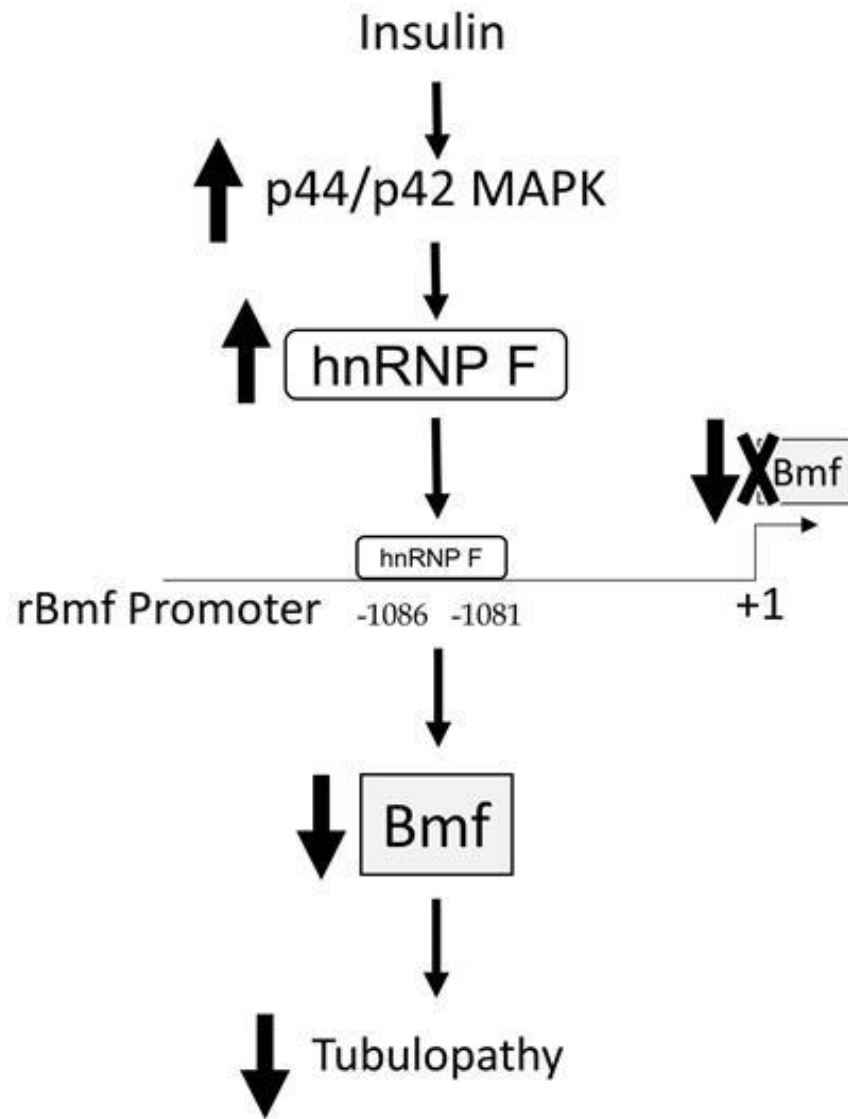 Insulin
p44/p42 MAPK
hnRNP F
Bmf
hnRNP F
rBmf Promoter -1086 -1081 +1
Bmf
Tubulopathy